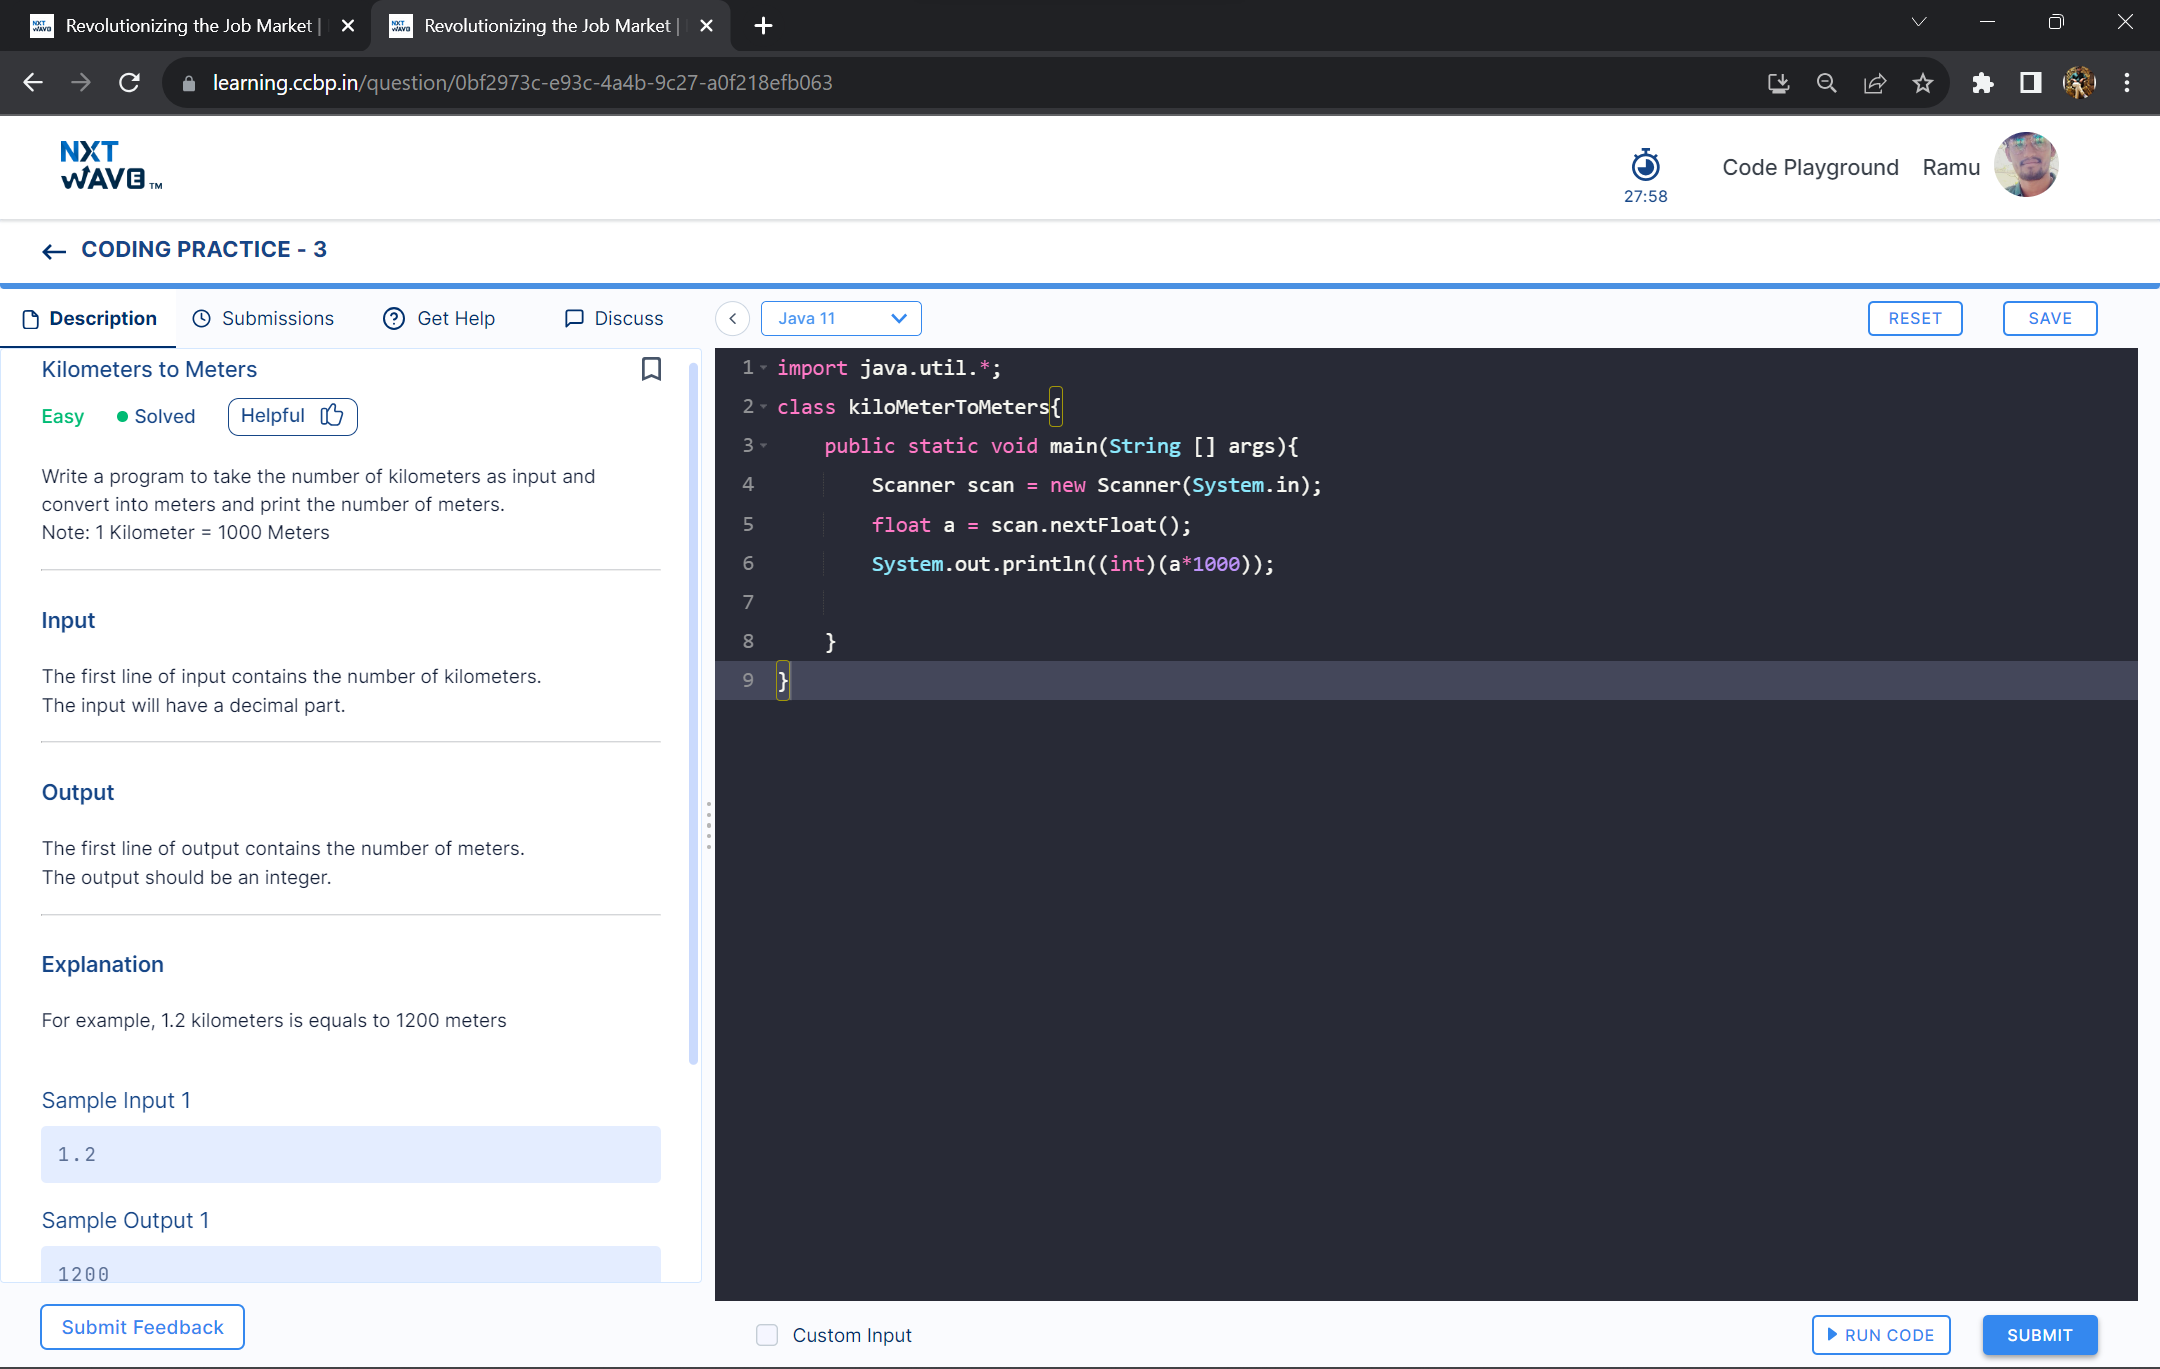 Revolutionizing the Job Market |
Revolutionizing the Job Market |
learning.ccbp.in/question/0bf2973c-e93c-4a4b-9c27-a0f218efb063
NXT
WAVE TM
27:58
Code Playground
Ramu
CODING PRACTICE - 3
Description
Submissions
Get Help
Discuss
Java 11
RESET
SAVE
Kilometers to Meters
Easy
Solved
Helpful
Write a program to take the number of kilometers as input and
convert into meters and print the number of meters.
Note: 1 Kilometer = 1000 Meters
Input
The first line of input contains the number of kilometers.
The input will have a decimal part.
Output
The first line of output contains the number of meters.
The output should be an integer.
Explanation
For example, 1.2 kilometers is equals to 1200 meters
Sample Input 1
1.2
Sample Output 1
1200
Submit Feedback
1 import java.util.*;
2 class kiloMeterToMeters{
3 public static void main(String [] args){
4 Scanner scan = new Scanner(System.in);
5 float a = scan.nextFloat();
6 System.out.println((int)(a*1000));
7
8 }
9 }
Custom Input
RUN CODE
SUBMIT